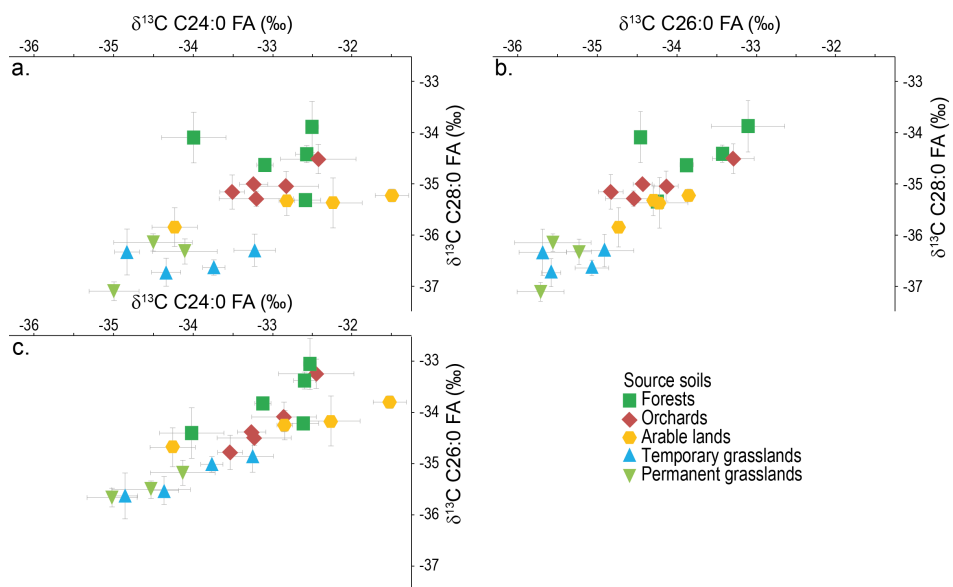 δ¹³C C24:0 FA (‰)
-36 -35 -34 -33 -32
a.
-33
-34
-35
-36
-37
δ¹³C C28:0 FA (‰)
δ¹³C C26:0 FA (‰)
-36 -35 -34 -33 -32
b.
-33
-34
-35
-36
-37
δ¹³C C28:0 FA (‰)
δ¹³C C24:0 FA (‰)
-36 -35 -34 -33 -32
c.
-33
-34
-35
-36
-37
δ¹³C C26:0 FA (‰)
Source soils
Forests
Orchards
Arable lands
Temporary grasslands
Permanent grasslands